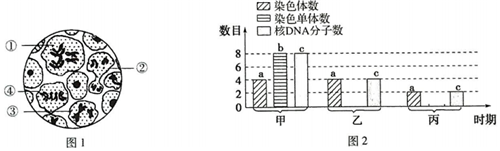 ①
②
④
③
图1
染色体数
染色单体数
核DNA分子数
数目
8
6
4
2
0
a b c
a c
a c
甲 乙 丙 时期
图2